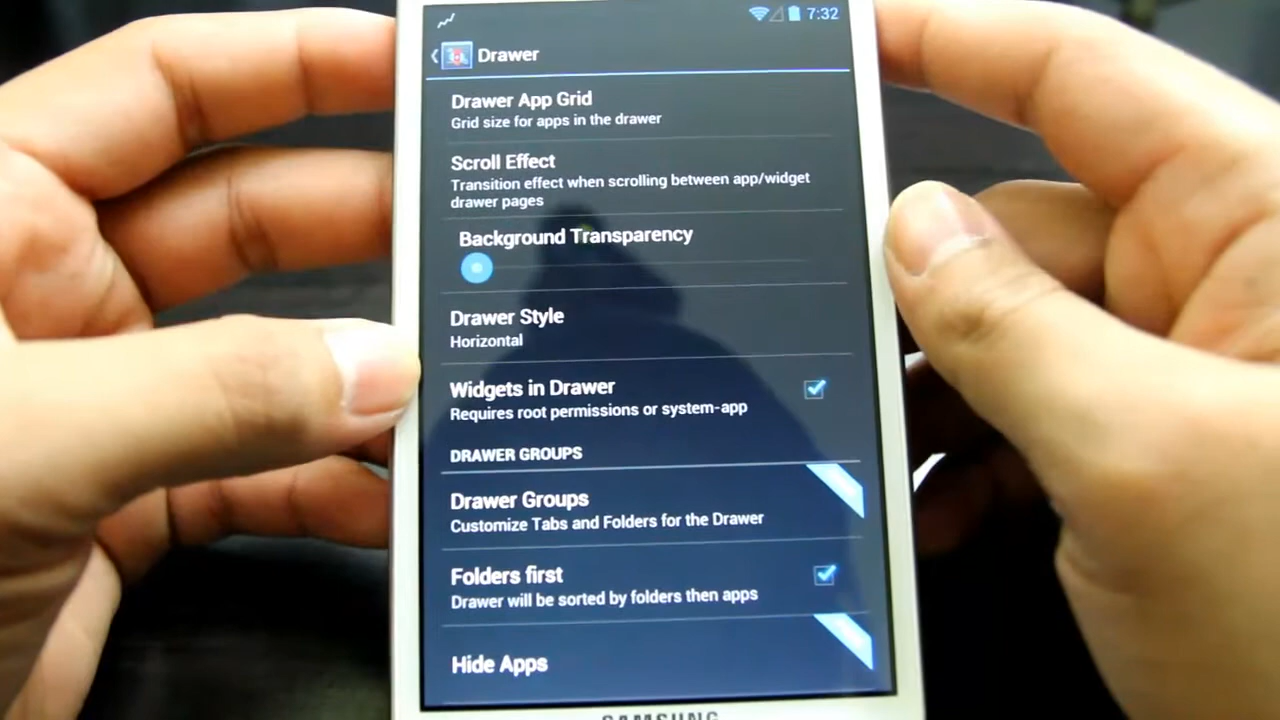 7:32
Drawer
Drawer App Grid
Grid size for apps in the drawer
Scroll Effect
Transition effect when scrolling between app/widget
drawer pages
Background Transparency
Drawer Style
Horizontal
Widgets in Drawer
Requires root permissions or system-app
DRAWER GROUPS
Drawer Groups
Customize Tabs and Folders for the Drawer
Folders first
Drawer will be sorted by folders then apps
Hide Apps
SAMSUNG